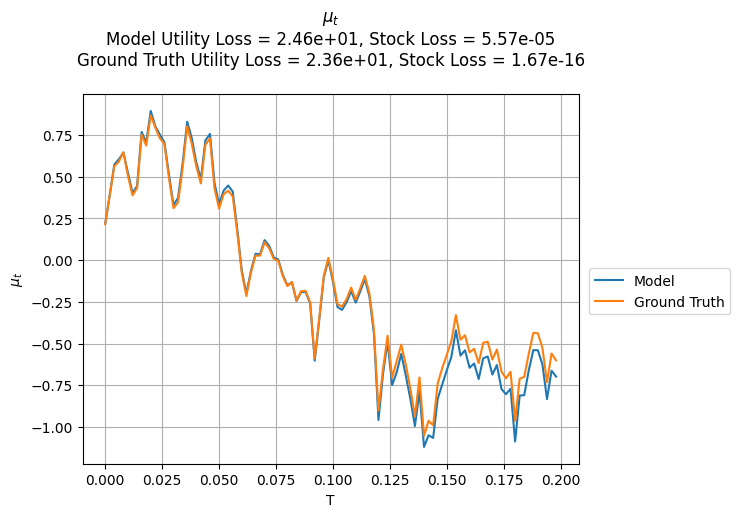 μt
Model Utility Loss = 2.46e+01, Stock Loss = 5.57e-05
Ground Truth Utility Loss = 2.36e+01, Stock Loss = 1.67e-16
0.75
0.50
0.25
0.00
−0.25
−0.50
−0.75
−1.00
μt
0.000 0.025 0.050 0.075 0.100 0.125 0.150 0.175 0.200
T
Model
Ground Truth